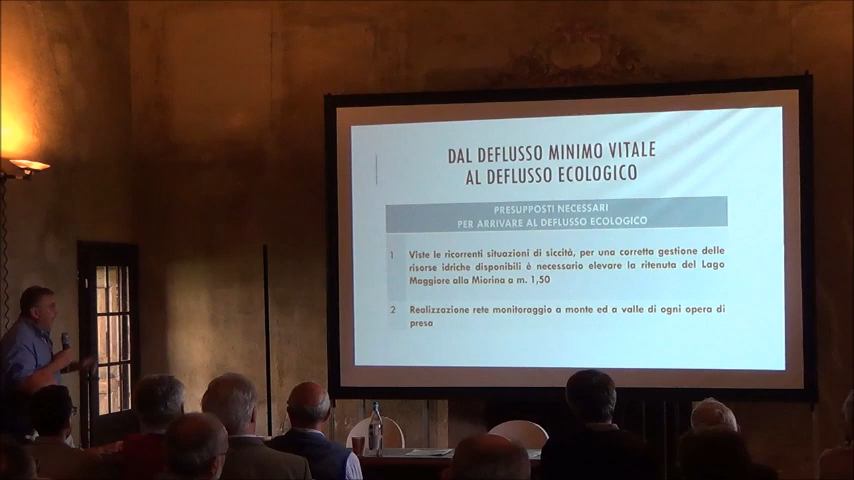 DAL DEFLUSSO MINIMO VITALE
AL DEFLUSSO ECOLOGICO
PRESUPPOSTI NECESSARI
PER ARRIVARE AL DEFLUSSO ECOLOGICO
1 Viste le ricorrenti situazioni di siccità, per una corretta gestione delle
risorse idriche disponibili è necessario elevare la ritenuta del Lago
Maggiore alla Miorina a m. 1,50
2 Realizzazione rete monitoraggio a monte ed a valle di ogni opera di
presa